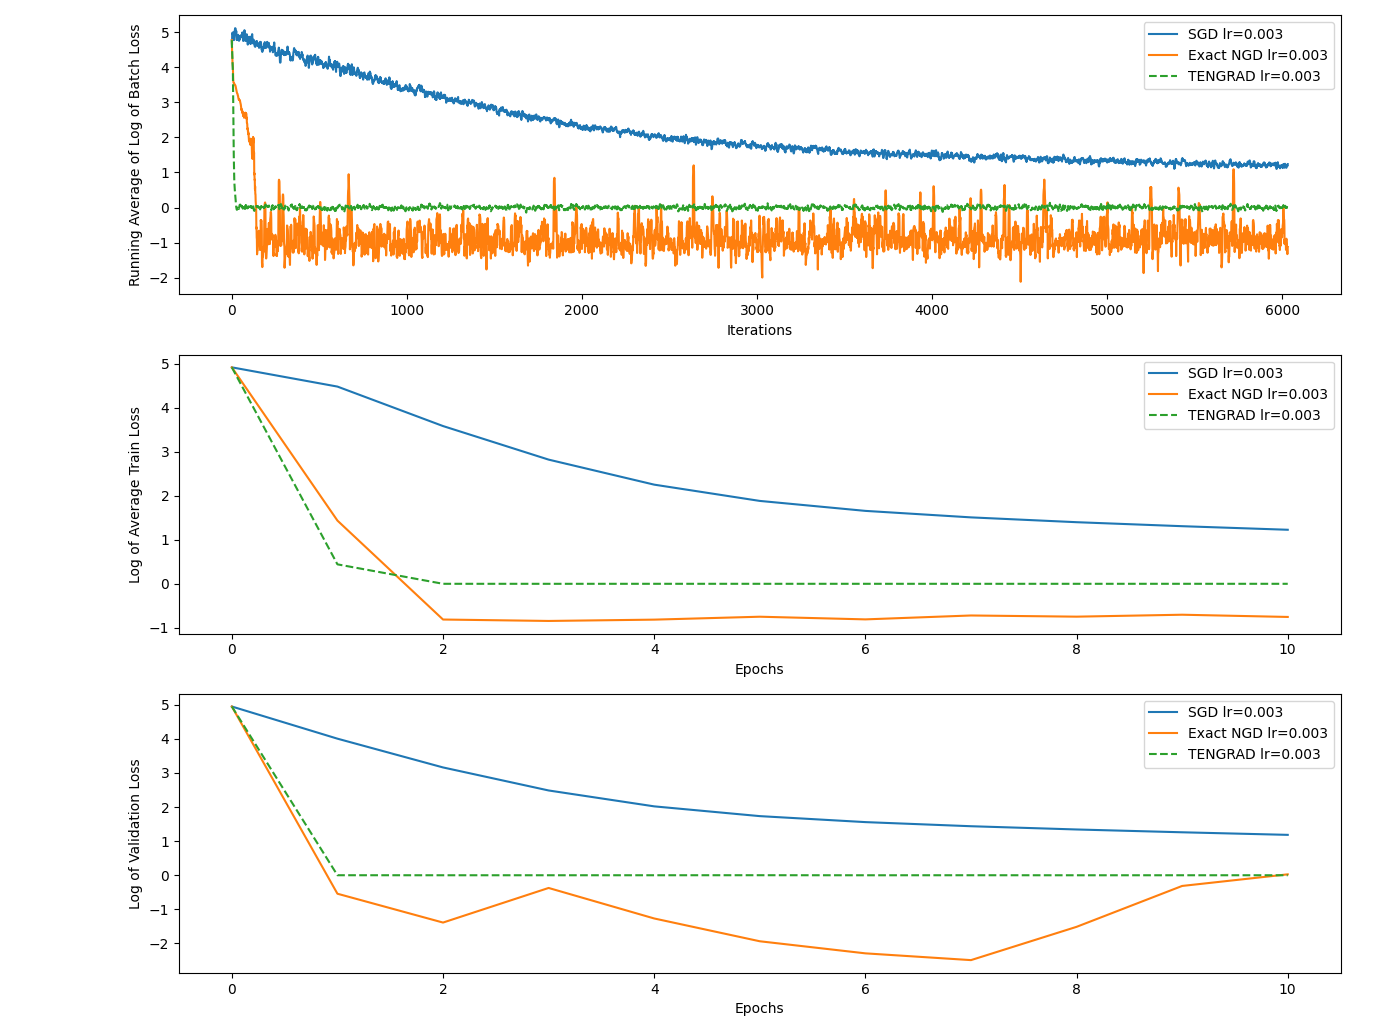 Running Average of Log of Batch Loss
5
4
3
2
1
0
−1
−2
0 1000 2000 3000 4000 5000 6000
Iterations
SGD lr=0.003
Exact NGD lr=0.003
TENGRAD lr=0.003
Log of Average Train Loss
5
4
3
2
1
0
−1
0 2 4 6 8 10
Epochs
SGD lr=0.003
Exact NGD lr=0.003
TENGRAD lr=0.003
Log of Validation Loss
5
4
3
2
1
0
−1
−2
0 2 4 6 8 10
Epochs
SGD lr=0.003
Exact NGD lr=0.003
TENGRAD lr=0.003